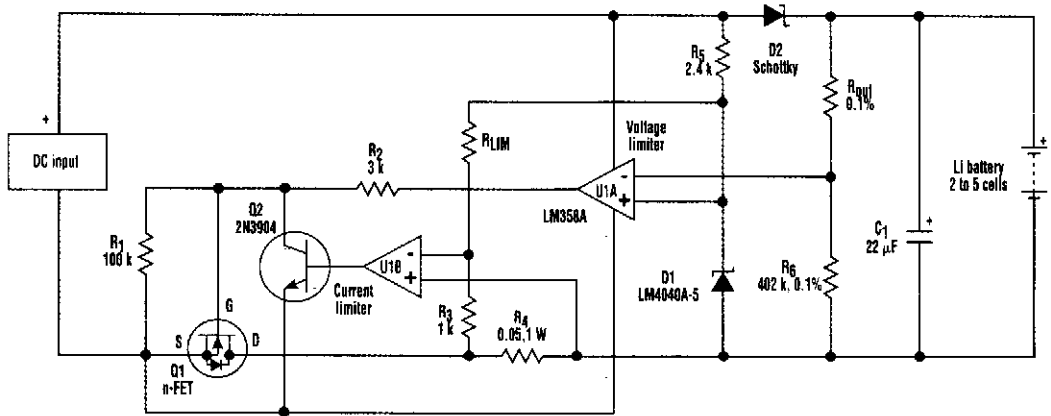 +
DC input
R1
100 k
S
G
D
Q1
n-FET
Q2
2N3904
R2
3 k
Current
limiter
U1B
-
+
RLIM
R3
1 k
R4
0.05,1 W
R5
2.4 k
Voltage
limiter
U1A
-
+
LM358A
D1
LM4040A-5
D2
Schottky
Rout
0.1%
R6
402 k, 0.1%
C1
22 µF
+
Li battery
2 to 5 cells
+